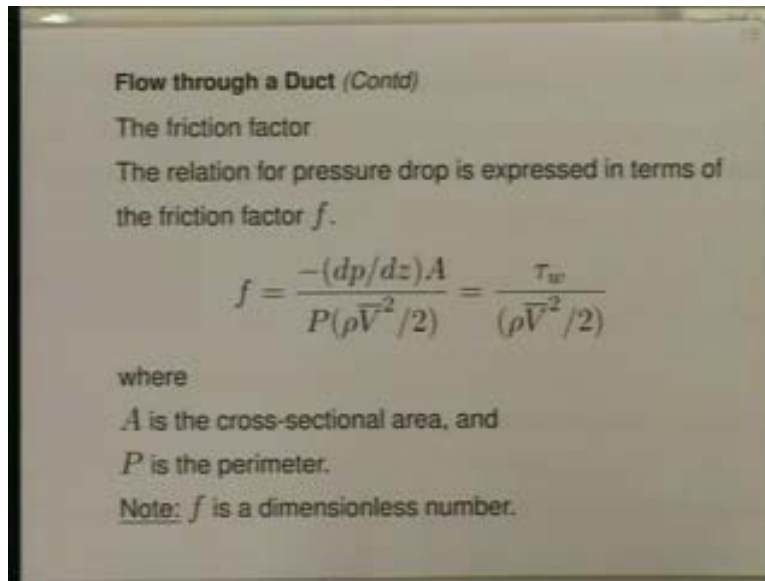 Flow through a Duct (Contd)
The friction factor
The relation for pressure drop is expressed in terms of
the friction factor f.
f = −(dp/dz)A / P(ρV̅²/2) = τw / (ρV̅²/2)
where
A is the cross-sectional area, and
P is the perimeter.
Note: f is a dimensionless number.